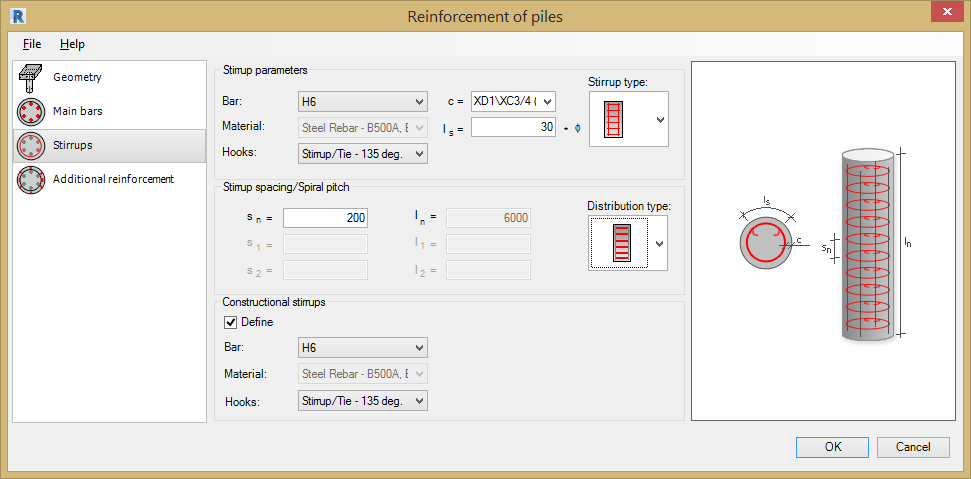 Reinforcement of piles
File Help
Geometry
Main bars
Stirrups
Additional reinforcement
Stirrup parameters
Bar: H6 c = XD1\XC3/4 (
Material: Steel Rebar - B500A, E l s = 30 * ϕ
Hooks: Stirrup/Tie - 135 deg.
Stirrup type:
Stirrup spacing/Spiral pitch
s n = 200 l n = 6000
s 1 = l 1 =
s 2 = l 2 =
Distribution type:
Constructional stirrups
Define
Bar: H6
Material: Steel Rebar - B500A, E
Hooks: Stirrup/Tie - 135 deg.
ls
c
sn
ln
OK Cancel